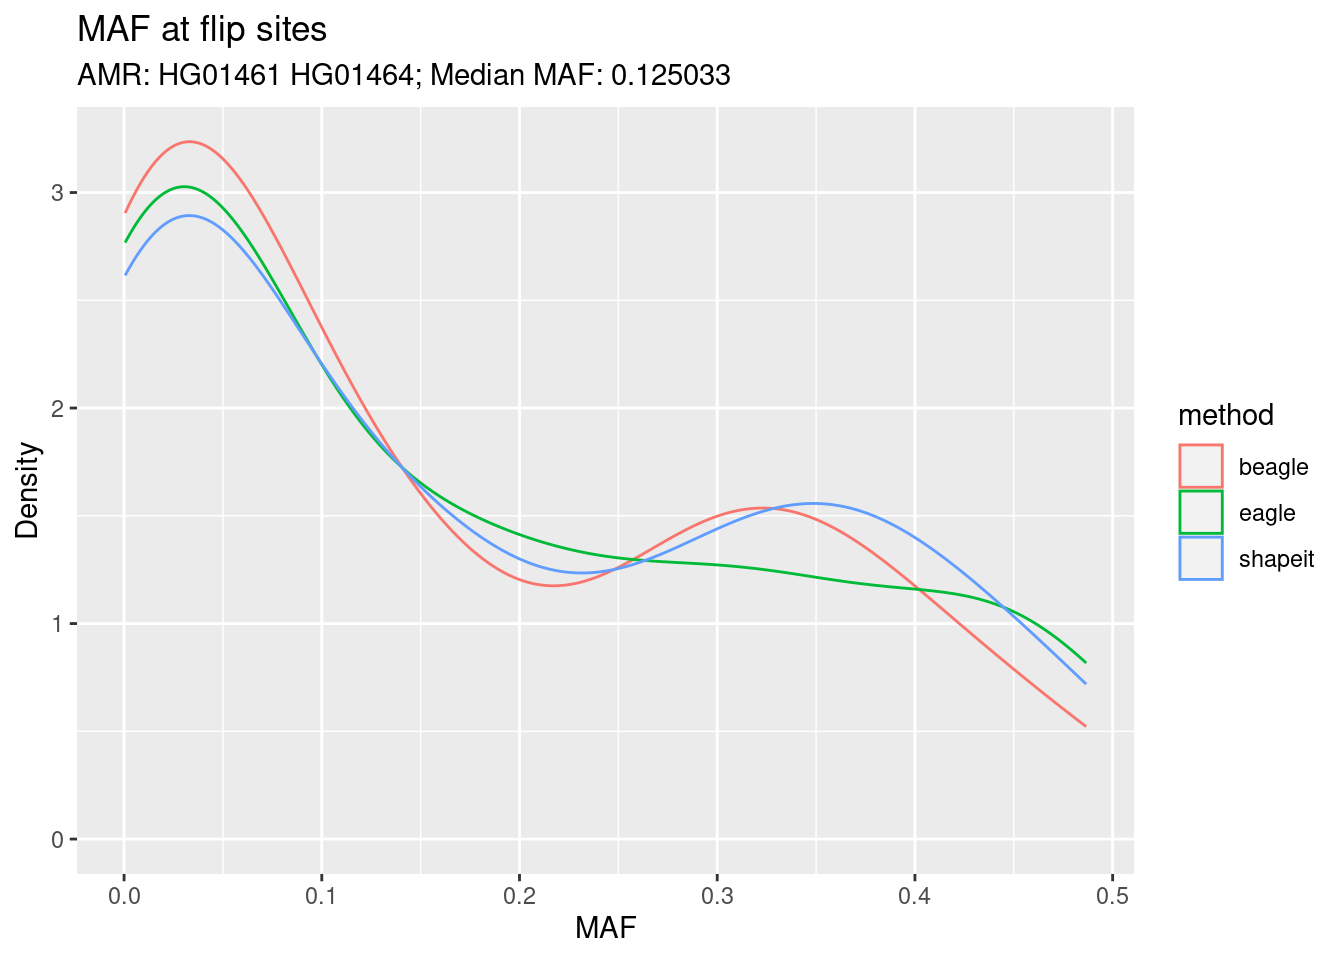 MAF at flip sites
AMR: HG01461 HG01464; Median MAF: 0.125033
3
2
1
0
Density
0.0 0.1 0.2 0.3 0.4 0.5
MAF
method
beagle
eagle
shapeit